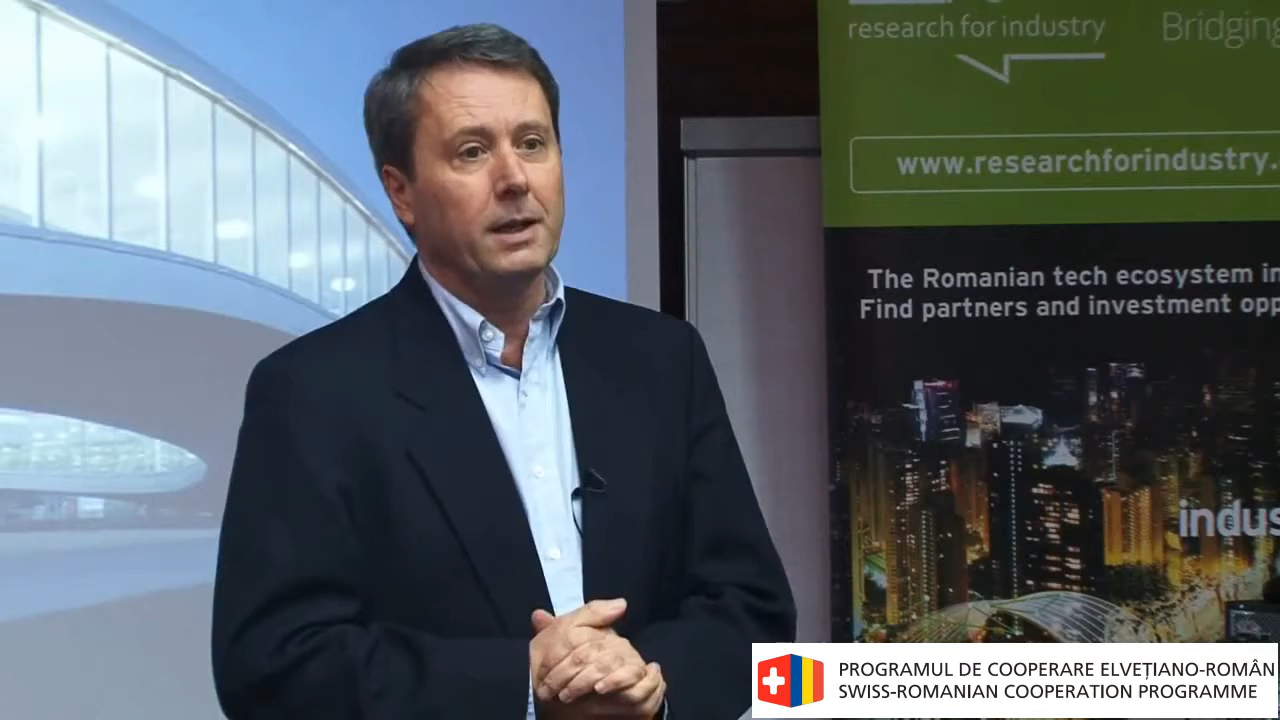 research for industry
Bridging
www.researchforindustry.
The Romanian tech ecosystem in
Find partners and investment opp
indus
PROGRAMUL DE COOPERARE ELVEȚIANO-ROMÂN
SWISS-ROMANIAN COOPERATION PROGRAMME